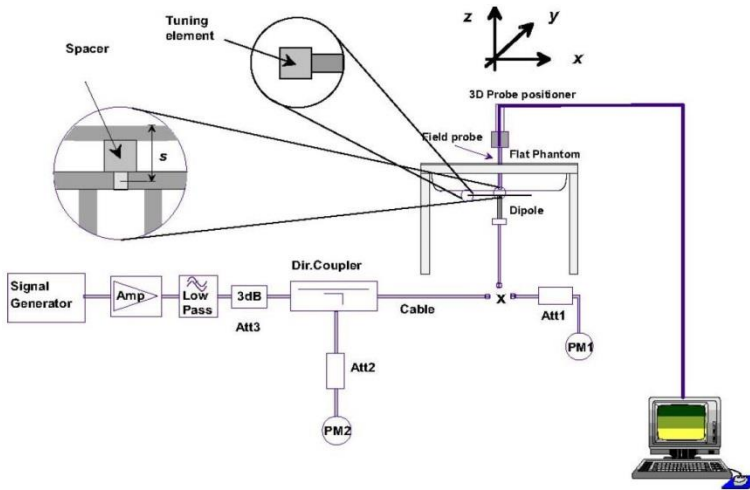 Tuning
element
Spacer
s
z
y
x
3D Probe positioner
Field probe
Flat Phantom
Dipole
Signal
Generator
Amp
Low
Pass
3dB
Att3
Dir.Coupler
Cable
x
Att1
PM1
Att2
PM2